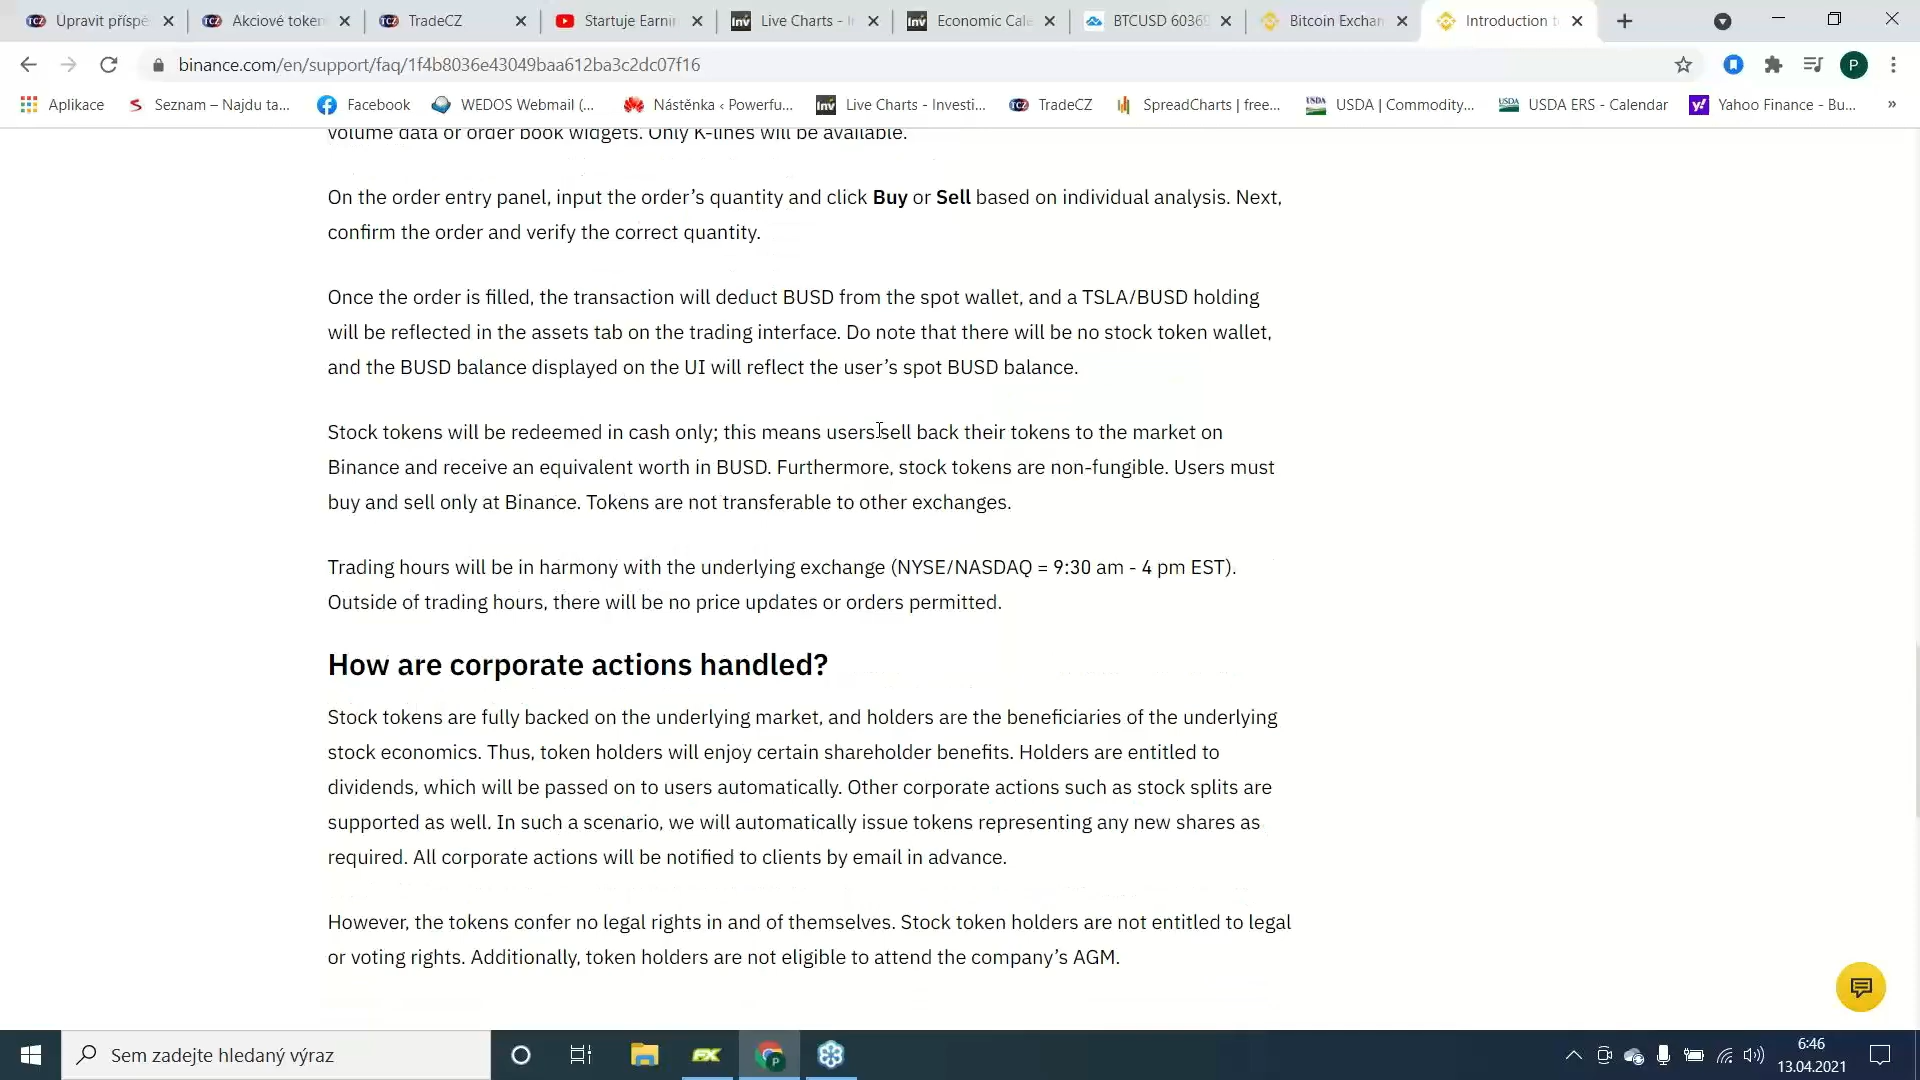 Upravit příspě
Akciové token
TradeCZ
Startuje Earni
Live Charts - I
Economic Cale
BTCUSD 6036
Bitcoin Exchan
Introduction t
binance.com/en/support/faq/1f4b8036e43049baa612ba3c2dc07f16
P
Aplikace
Seznam – Najdu ta...
Facebook
WEDOS Webmail (...
Nástěnka ‹ Powerfu...
Live Charts - Investi...
TradeCZ
SpreadCharts | free...
USDA | Commodity...
USDA ERS - Calendar
Yahoo Finance - Bu...
volume data or order book widgets. Only K-lines will be available.
On the order entry panel, input the order’s quantity and click Buy or Sell based on individual analysis. Next,
confirm the order and verify the correct quantity.
Once the order is filled, the transaction will deduct BUSD from the spot wallet, and a TSLA/BUSD holding
will be reflected in the assets tab on the trading interface. Do note that there will be no stock token wallet,
and the BUSD balance displayed on the UI will reflect the user’s spot BUSD balance.
Stock tokens will be redeemed in cash only; this means users sell back their tokens to the market on
Binance and receive an equivalent worth in BUSD. Furthermore, stock tokens are non-fungible. Users must
buy and sell only at Binance. Tokens are not transferable to other exchanges.
Trading hours will be in harmony with the underlying exchange (NYSE/NASDAQ = 9:30 am - 4 pm EST).
Outside of trading hours, there will be no price updates or orders permitted.
How are corporate actions handled?
Stock tokens are fully backed on the underlying market, and holders are the beneficiaries of the underlying
stock economics. Thus, token holders will enjoy certain shareholder benefits. Holders are entitled to
dividends, which will be passed on to users automatically. Other corporate actions such as stock splits are
supported as well. In such a scenario, we will automatically issue tokens representing any new shares as
required. All corporate actions will be notified to clients by email in advance.
However, the tokens confer no legal rights in and of themselves. Stock token holders are not entitled to legal
or voting rights. Additionally, token holders are not eligible to attend the company’s AGM.
Sem zadejte hledaný výraz
6:46
13.04.2021